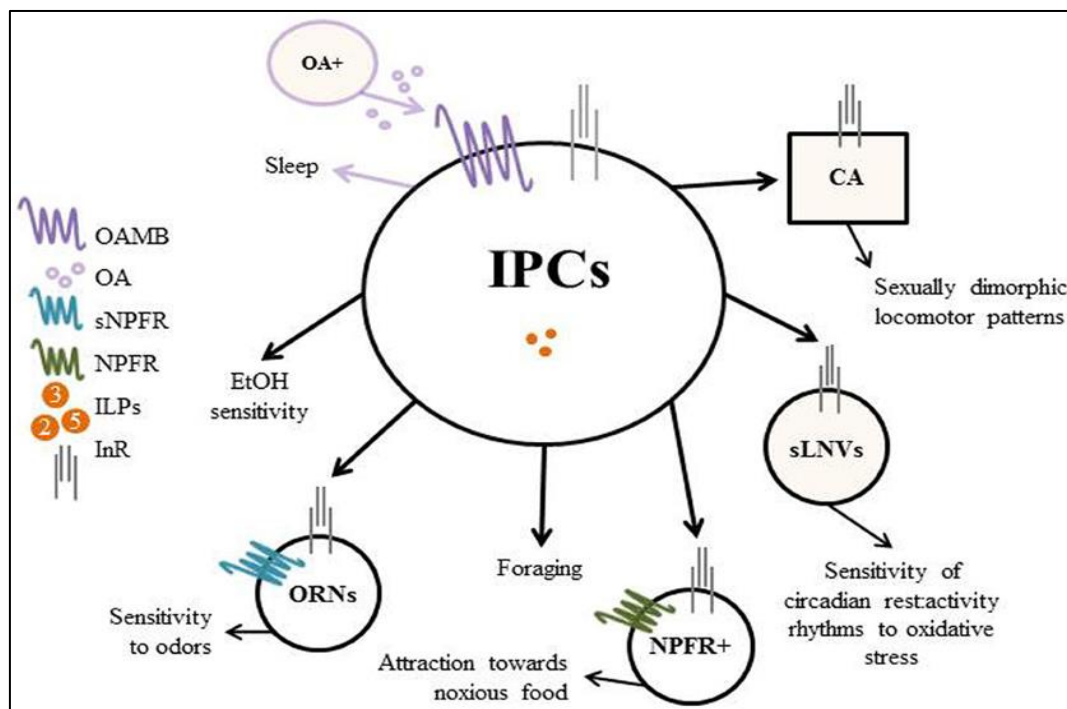 OA+
Sleep
IPCs
CA
Sexually dimorphic
locomotor patterns
OAMB
OA
sNPFR
NPFR
3
2 5
ILPs
InR
EtOH
sensitivity
sLNVs
ORNs
Sensitivity
to odors
Foraging
NPFR+
Attraction towards
noxious food
Sensitivity of
circadian rest:activity
rhythms to oxidative
stress